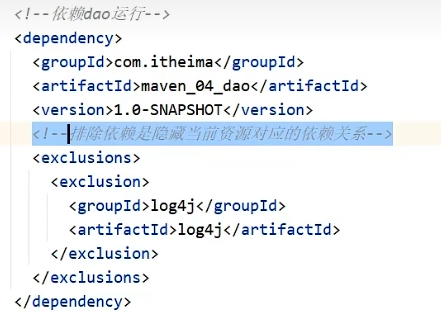 <!--依赖dao运行-->
<dependency>
<groupId>com.itheima</groupId>
<artifactId>maven_04_dao</artifactId>
<version>1.0-SNAPSHOT</version>
<!--排除依赖是隐藏当前资源对应的依赖关系-->
<exclusions>
<exclusion>
<groupId>log4j</groupId>
<artifactId>log4j</artifactId>
</exclusion>
</exclusions>
</dependency>